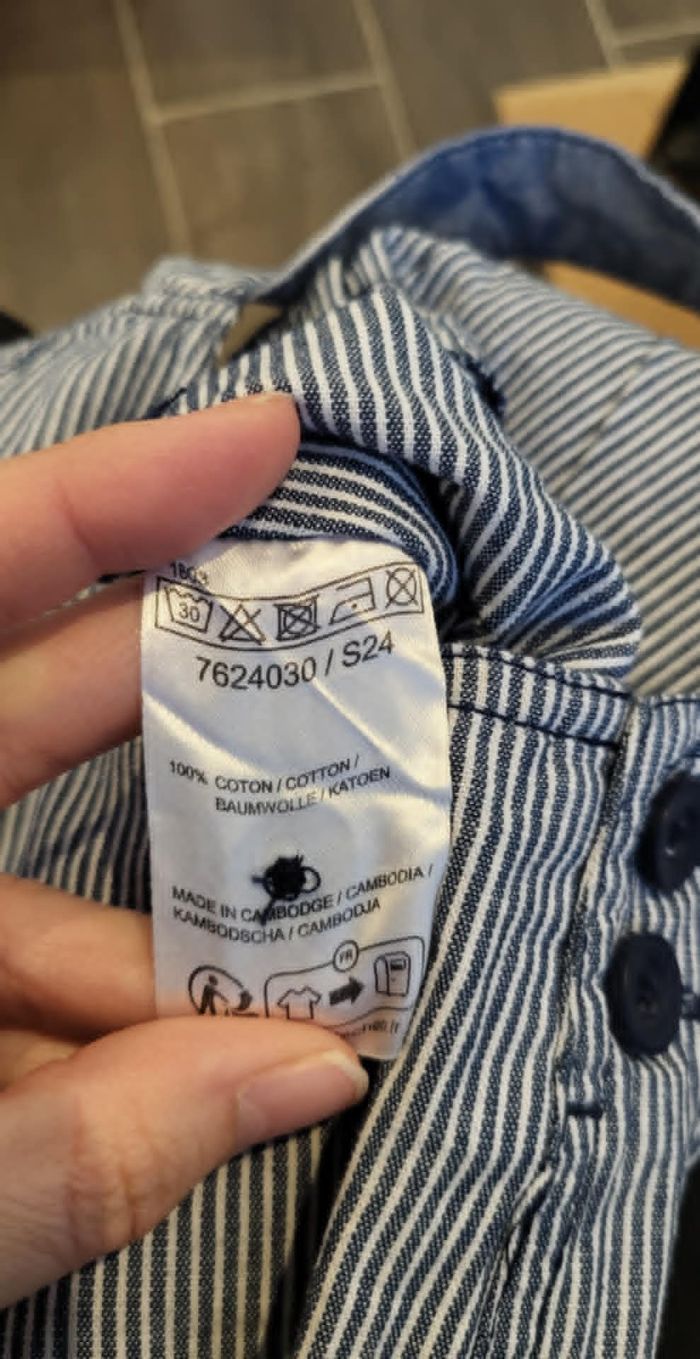 30
7624030 / S24
100% COTON / COTTON /
BAUMWOLLE / KATOEN
MADE IN CAMBODGE / CAMBODIA /
KAMBODSCHA / CAMBODJA
FR